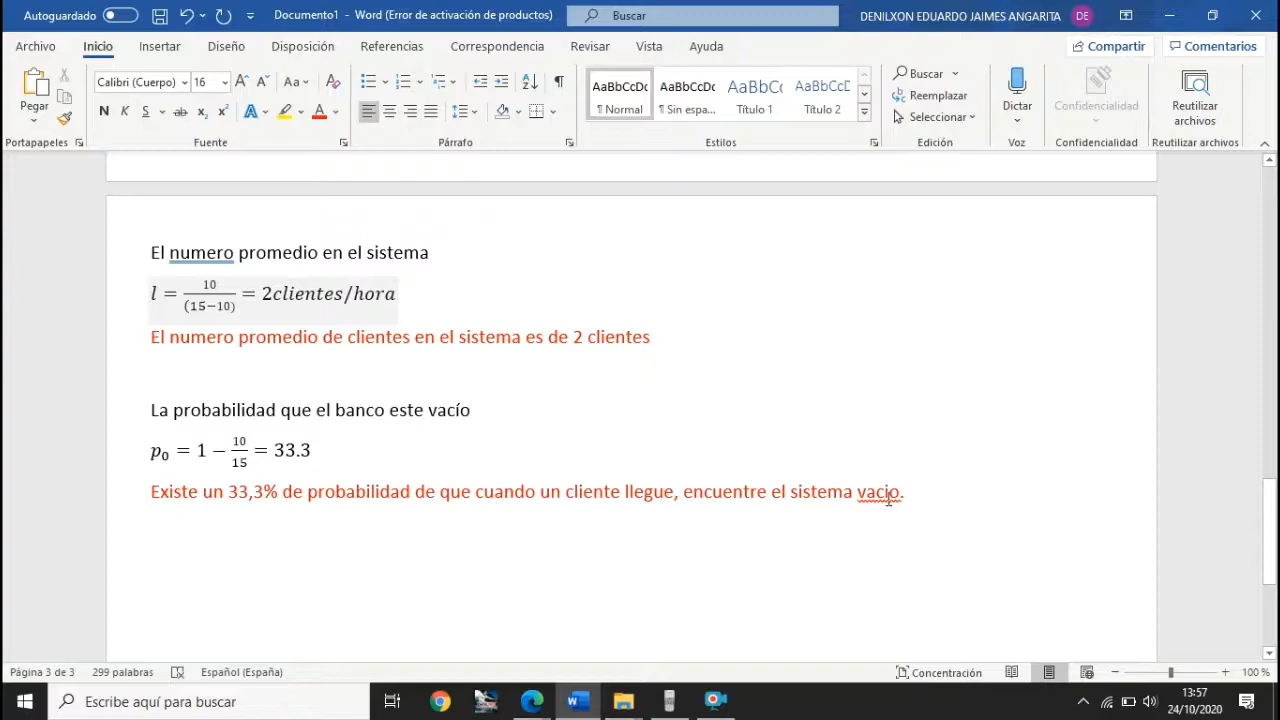 Autoguardado
Documento1 - Word (Error de activación de productos)
Buscar
DENILXON EDUARDO JAIMES ANGARITA
DE
Archivo Inicio Insertar Diseño Disposición Referencias Correspondencia Revisar Vista Ayuda
Compartir
Comentarios
Pegar
Calibri (Cuerpo) 16
N K S
AaBbCcDc AaBbCcDc AaBbCc AaBbCcD
¶ Normal ¶ Sin espa... Título 1 Título 2
Buscar
Reemplazar
Seleccionar
Dictar
Confidencialidad
Reutilizar
archivos
Portapapeles Fuente Párrafo Estilos Edición Voz Confidencialidad Reutilizar archivos
El numero promedio en el sistema
l = 10/(15−10) = 2clientes/hora
El numero promedio de clientes en el sistema es de 2 clientes
La probabilidad que el banco este vacío
p₀ = 1 − 10/15 = 33.3
Existe un 33,3% de probabilidad de que cuando un cliente llegue, encuentre el sistema vacio.
Página 3 de 3 299 palabras Español (España) Concentración 100 %
Escribe aquí para buscar
13:57
24/10/2020